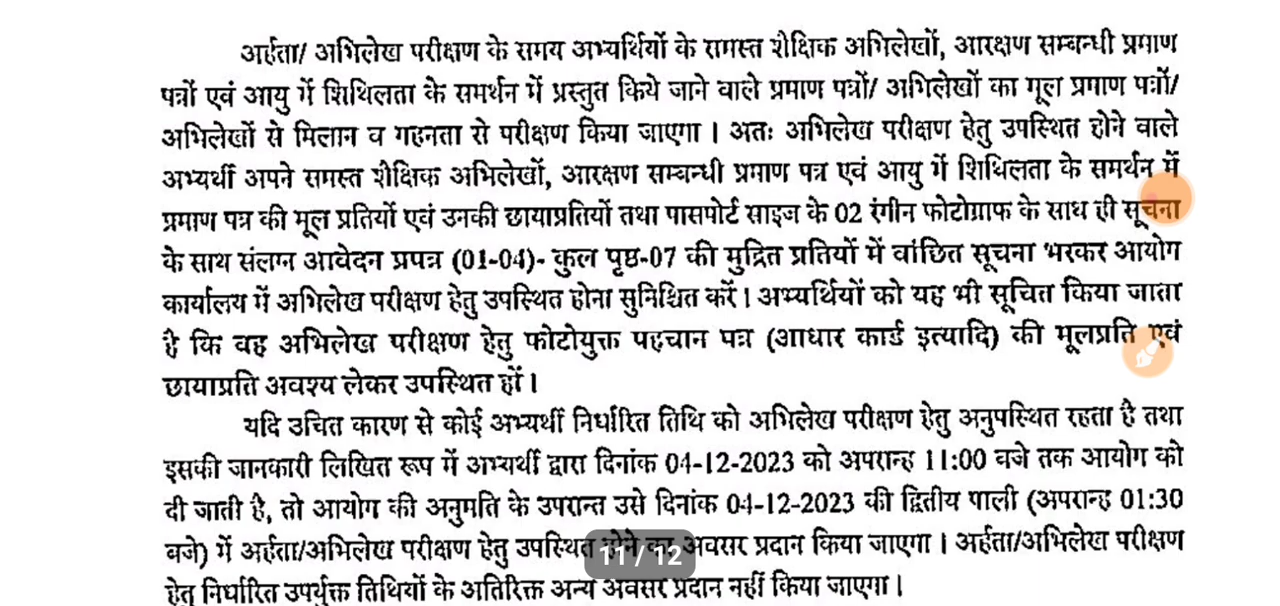 अर्हता/ अभिलेख परीक्षण के समय अभ्यर्थियों के समस्त शैक्षिक अभिलेखों, आरक्षण सम्बन्धी प्रमाण
पत्रों एवं आयु में शिथिलता के समर्थन में प्रस्तुत किये जाने वाले प्रमाण पत्रों/ अभिलेखों का मूल प्रमाण पत्रों/
अभिलेखों से मिलान व गहनता से परीक्षण किया जाएगा । अतः अभिलेख परीक्षण हेतु उपस्थित होने वाले
अभ्यर्थी अपने समस्त शैक्षिक अभिलेखों, आरक्षण सम्बन्धी प्रमाण पत्र एवं आयु में शिथिलता के समर्थन में
प्रमाण पत्र की मूल प्रतियों एवं उनकी छायाप्रतियों तथा पासपोर्ट साइज के 02 रंगीन फोटोग्राफ के साथ ही सूचना
के साथ संलग्न आवेदन प्रपत्र (01-04)- कुल पृष्ठ-07 की मुद्रित प्रतियों में वांछित सूचना भरकर आयोग
कार्यालय में अभिलेख परीक्षण हेतु उपस्थित होना सुनिश्चित करें। अभ्यर्थियों को यह भी सूचित किया जाता
है कि वह अभिलेख परीक्षण हेतु फोटोयुक्त पहचान पत्र (आधार कार्ड इत्यादि) की मूलप्रति एवं
छायाप्रति अवश्य लेकर उपस्थित हों।
यदि उचित कारण से कोई अभ्यर्थी निर्धारित तिथि को अभिलेख परीक्षण हेतु अनुपस्थित रहता है तथा
इसकी जानकारी लिखित रूप में अभ्यर्थी द्वारा दिनांक 04-12-2023 को अपरान्ह 11:00 बजे तक आयोग को
दी जाती है, तो आयोग की अनुमति के उपरान्त उसे दिनांक 04-12-2023 की द्वितीय पाली (अपरान्ह 01:30
बजे) में अर्हता/अभिलेख परीक्षण हेतु उपस्थित होने का अवसर प्रदान किया जाएगा । अर्हता/अभिलेख परीक्षण
हेतु निर्धारित उपर्युक्त तिथियों के अतिरिक्त अन्य अवसर प्रदान नहीं किया जाएगा ।
11 / 12